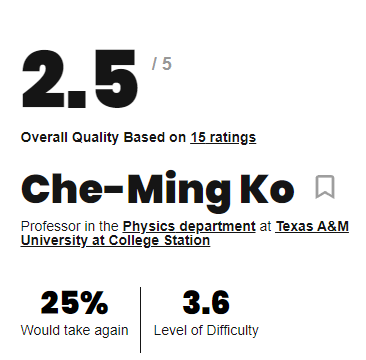 2.5 / 5
Overall Quality Based on 15 ratings
Che-Ming Ko
Professor in the Physics department at Texas A&M
University at College Station
25%
Would take again
3.6
Level of Difficulty